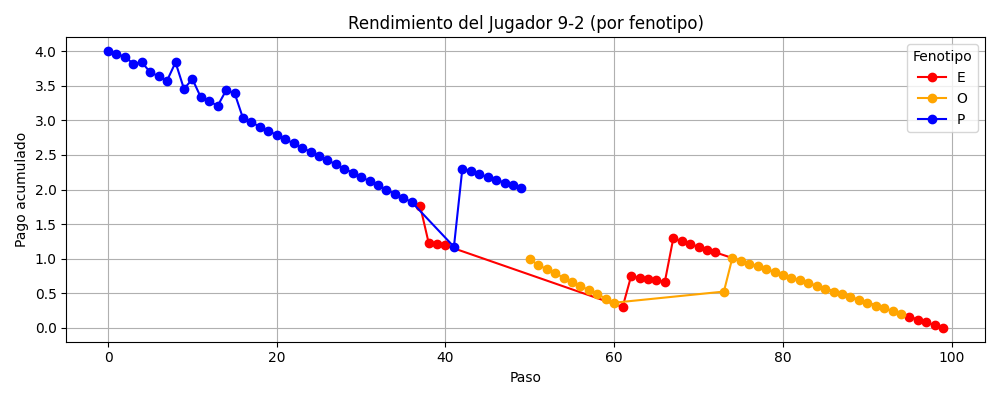 Rendimiento del Jugador 9-2 (por fenotipo)
Pago acumulado
4.0
3.5
3.0
2.5
2.0
1.5
1.0
0.5
0.0
Fenotipo
E
O
P
0 20 40 60 80 100
Paso